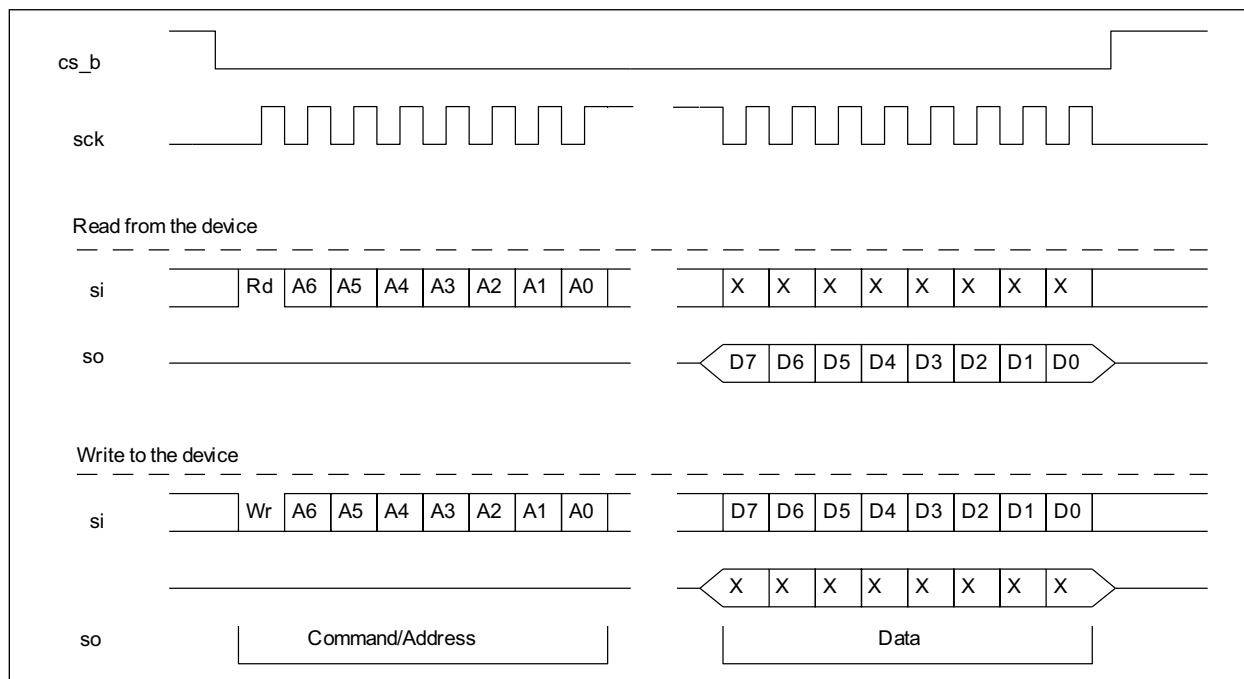 cs_b
sck
Read from the device
si Rd A6 A5 A4 A3 A2 A1 A0 X X X X X X X X
so D7 D6 D5 D4 D3 D2 D1 D0
Write to the device
si Wr A6 A5 A4 A3 A2 A1 A0 D7 D6 D5 D4 D3 D2 D1 D0
X X X X X X X X
so Command/Address Data